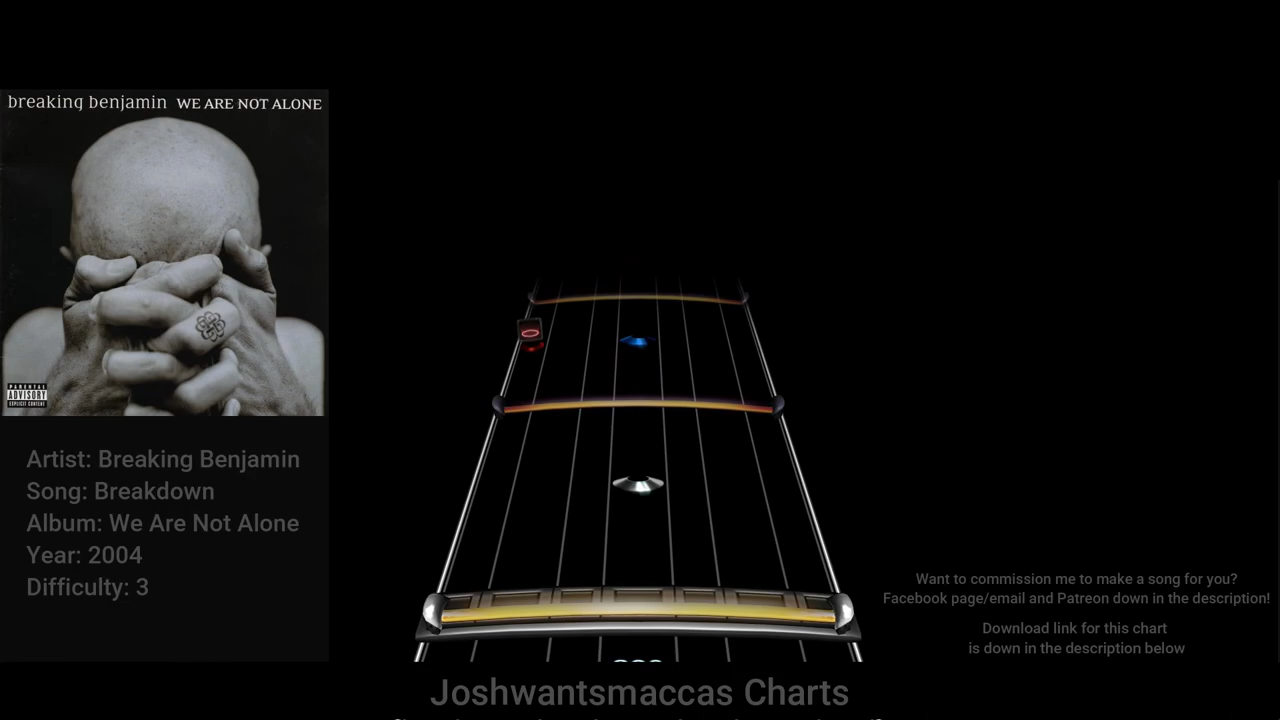 breaking benjamin WE ARE NOT ALONE
PARENTAL
ADVISORY
EXPLICIT CONTENT
Artist: Breaking Benjamin
Song: Breakdown
Album: We Are Not Alone
Year: 2004
Difficulty: 3
Want to commission me to make a song for you?
Facebook page/email and Patreon down in the description!
Download link for this chart
is down in the description below
Joshwantsmaccas Charts